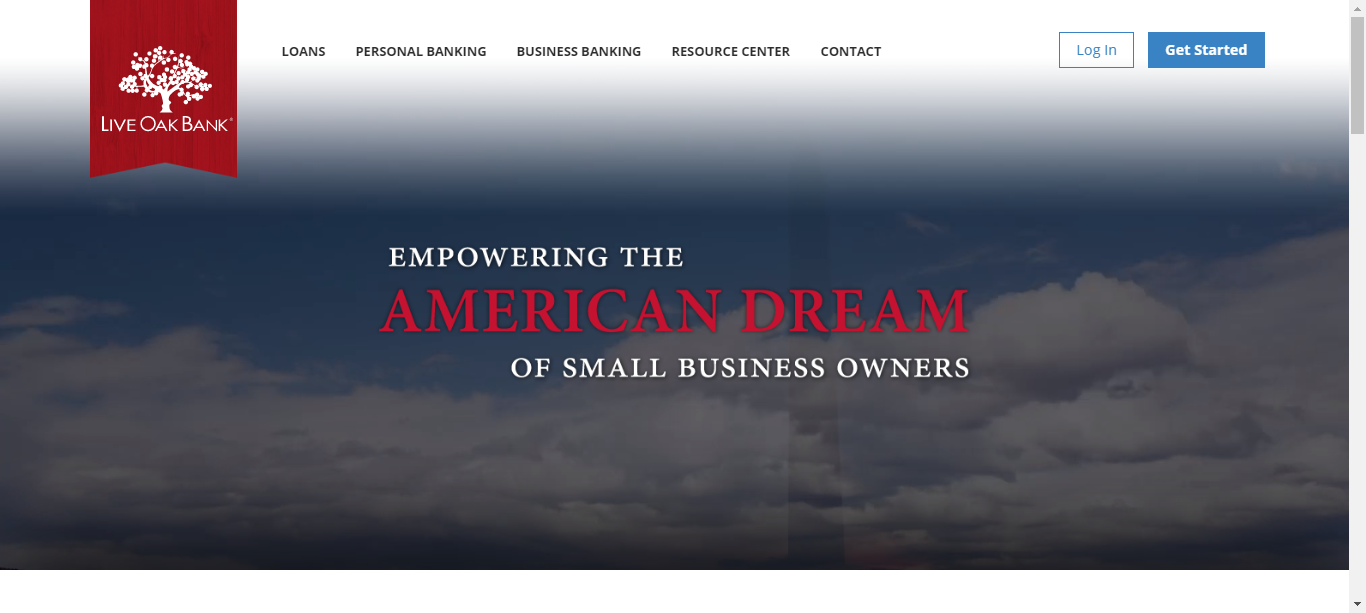 LIVE OAK BANK®
LOANS PERSONAL BANKING BUSINESS BANKING RESOURCE CENTER CONTACT
Log In Get Started
EMPOWERING THE
AMERICAN DREAM
OF SMALL BUSINESS OWNERS